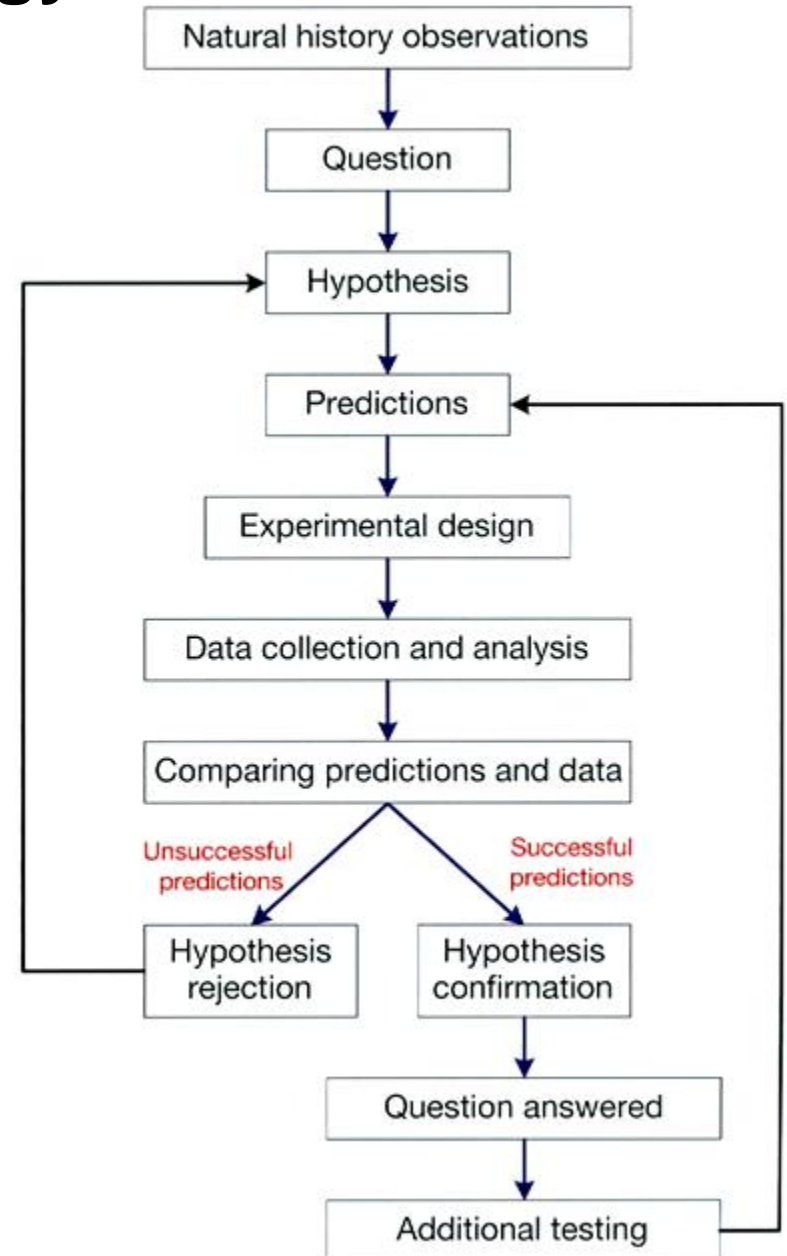 Natural history observations
Question
Hypothesis
Predictions
Experimental design
Data collection and analysis
Comparing predictions and data
Unsuccessful
predictions
Successful
predictions
Hypothesis
rejection
Hypothesis
confirmation
Question answered
Additional testing